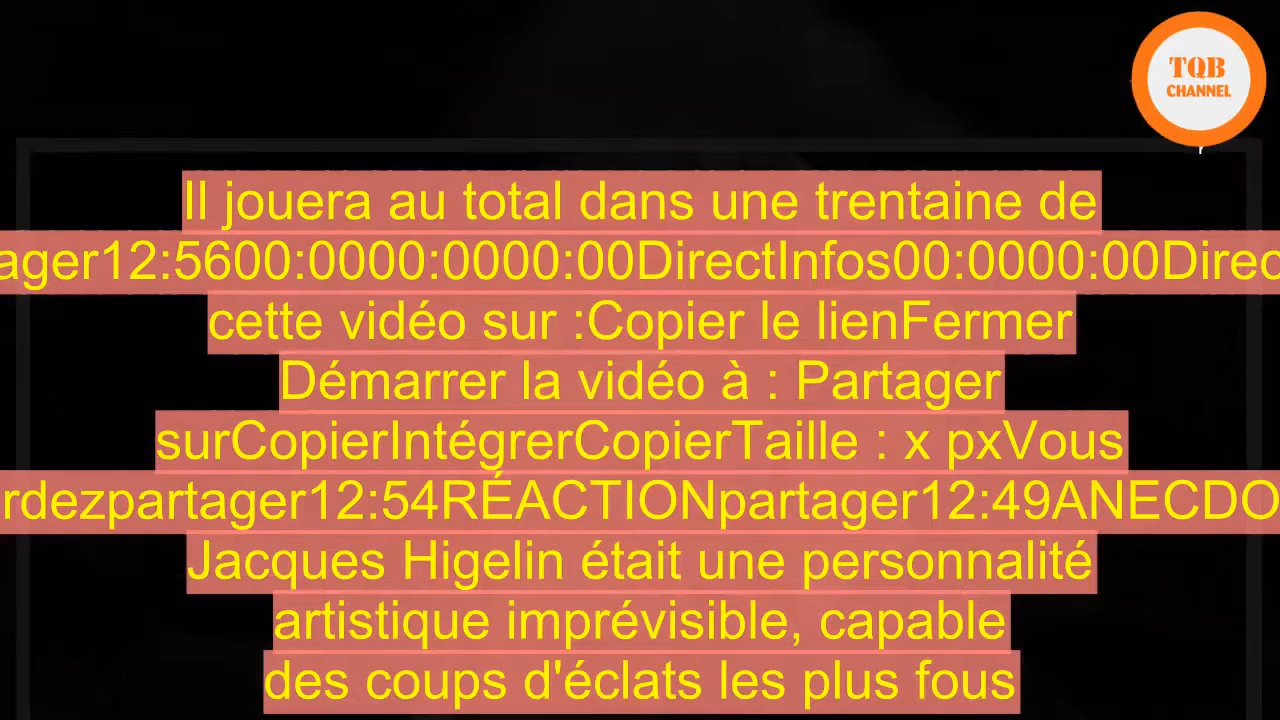 TQB
CHANNEL
r
Il jouera au total dans une trentaine de
ager12:5600:0000:0000:00DirectInfos00:0000:00Direc
cette vidéo sur :Copier le lienFermer
Démarrer la vidéo à : Partager
surCopierIntégrerCopierTaille : x pxVous
rdezpartager12:54RÉACTIONpartager12:49ANECDO
Jacques Higelin était une personnalité
artistique imprévisible, capable
des coups d'éclats les plus fous